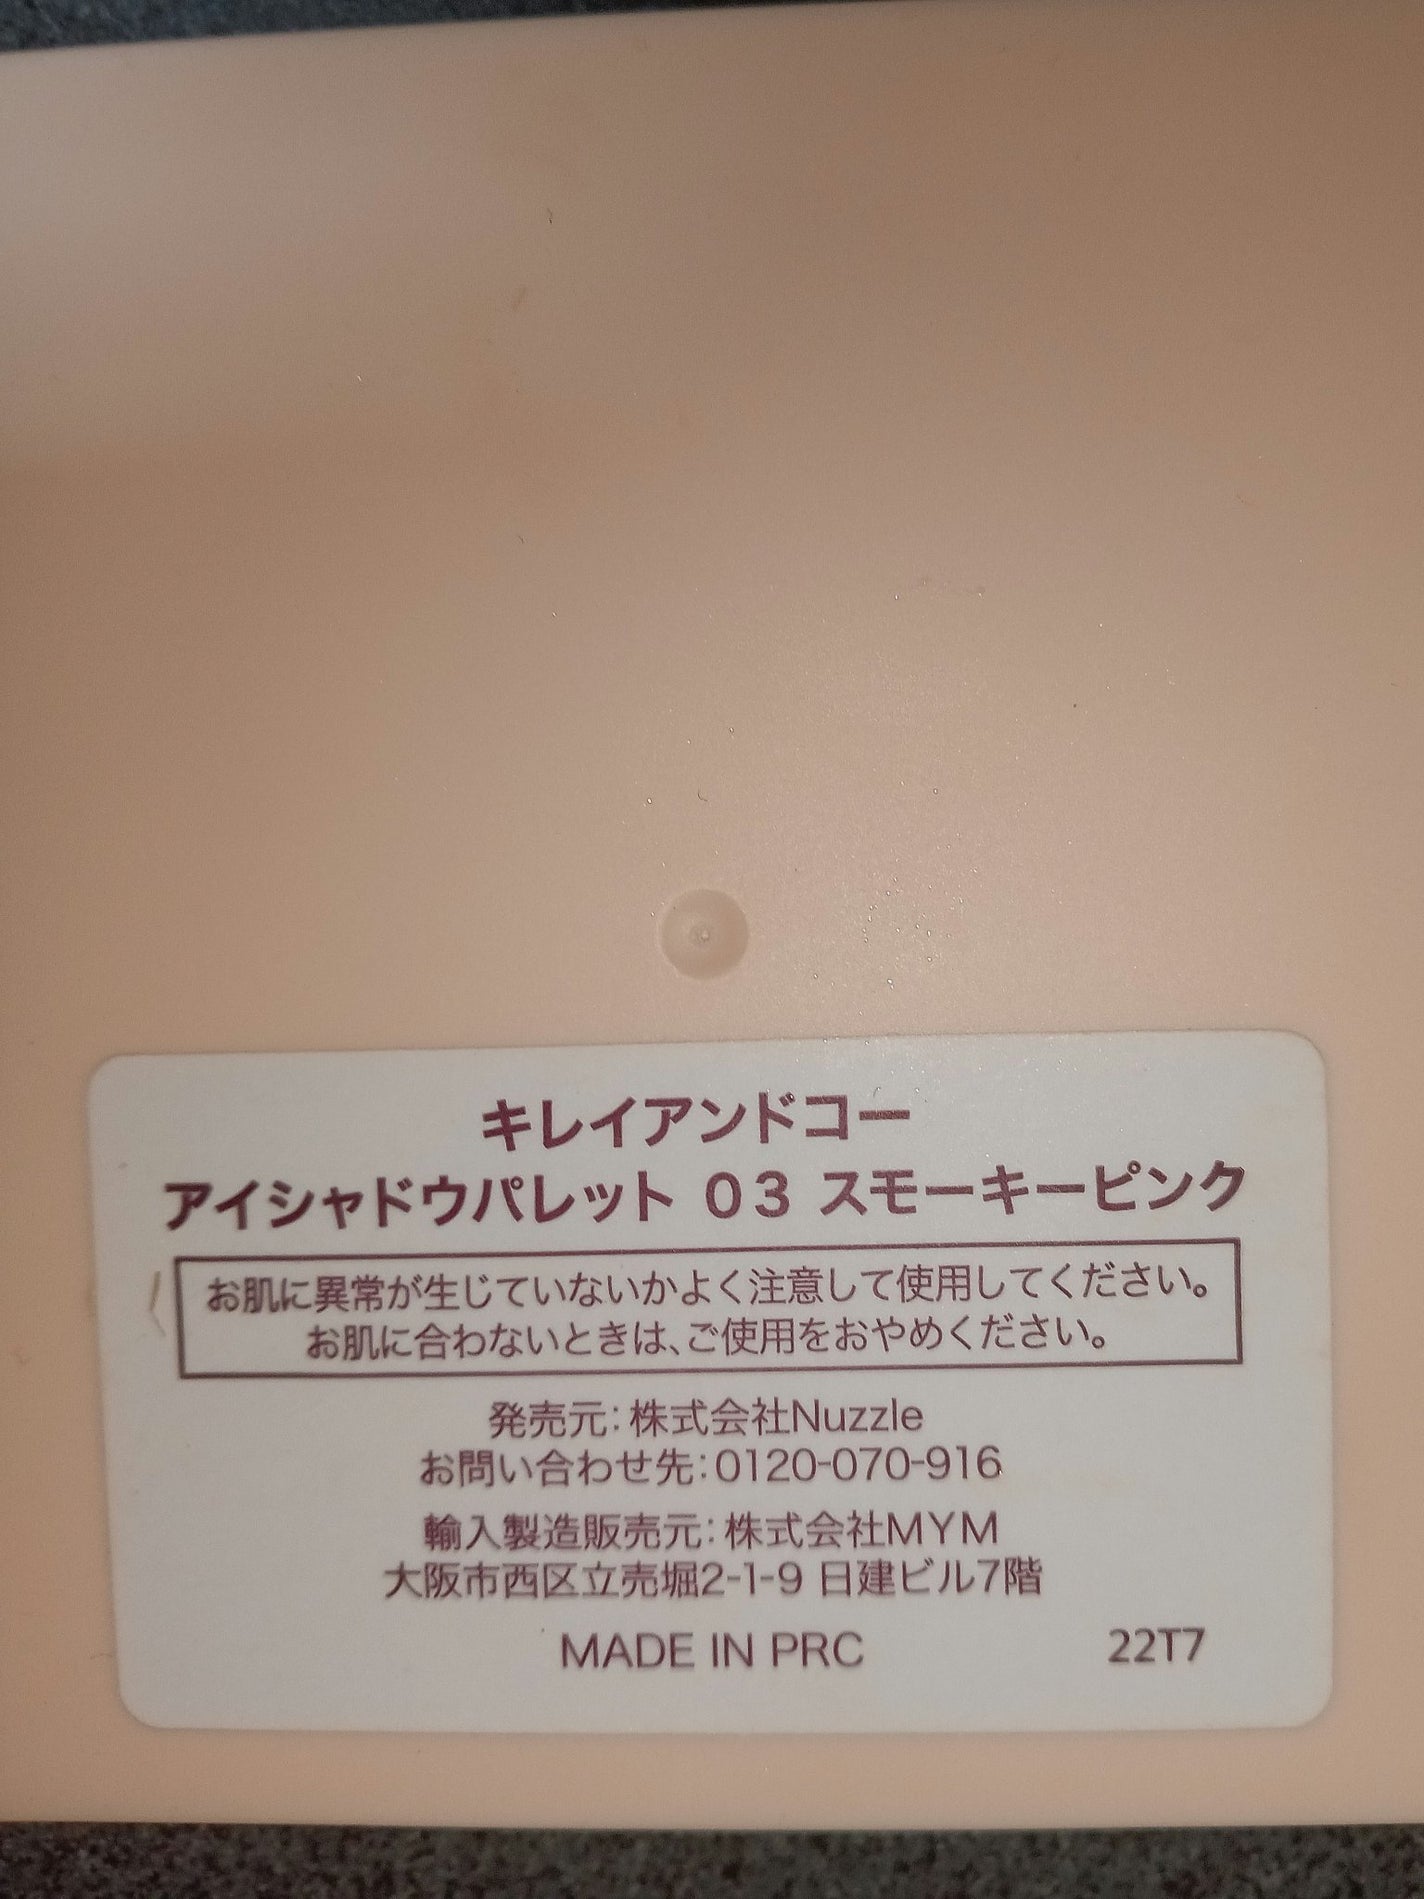 キレイアンドコー
アイシャドウパレット 03 スモーキーピンク
お肌に異常が生じていないかよく注意して使用してください。
お肌に合わないときは、ご使用をおやめください。
発売元：株式会社Nuzzle
お問い合わせ先：0120-070-916
輸入製造販売元：株式会社MYM
大阪市西区立売堀2-1-9 日建ビル7階
MADE IN PRC 22T7